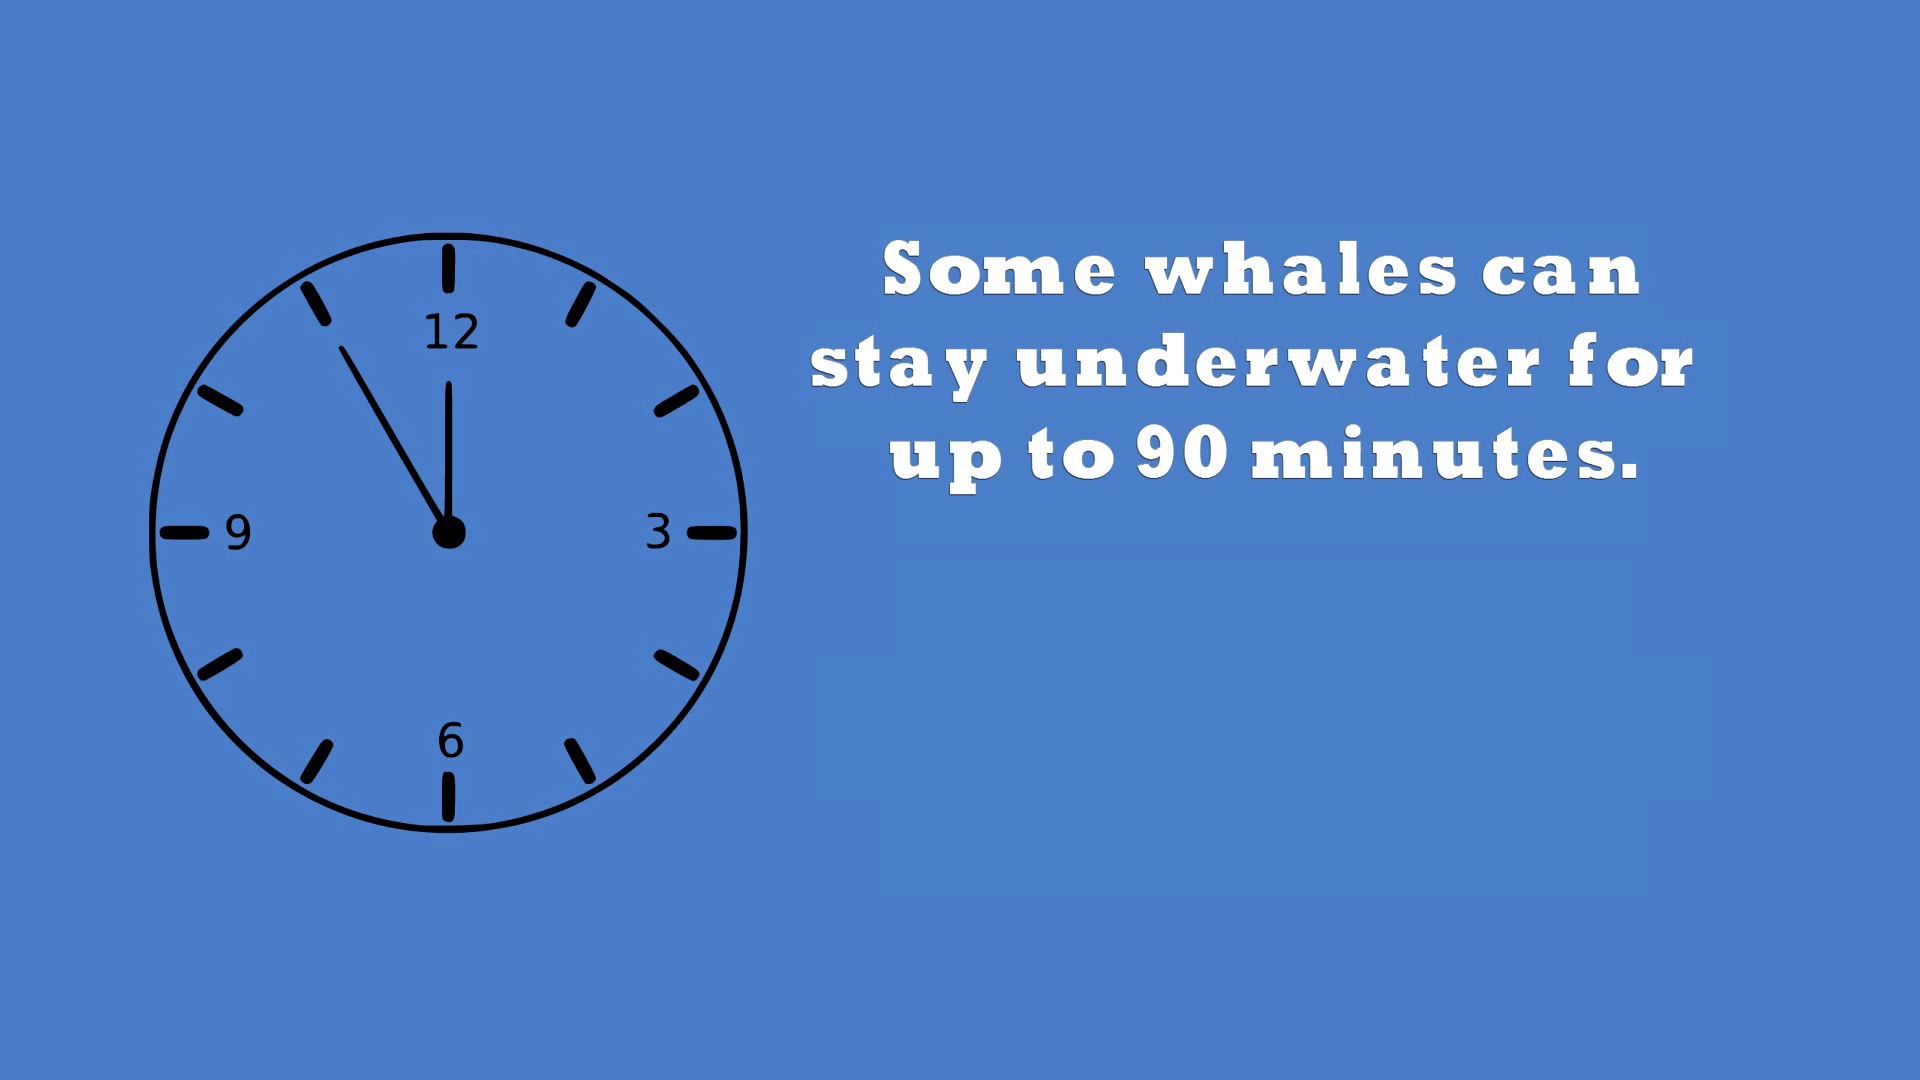 Some whales can
stay underwater for
up to 90 minutes.
12
9
3
6